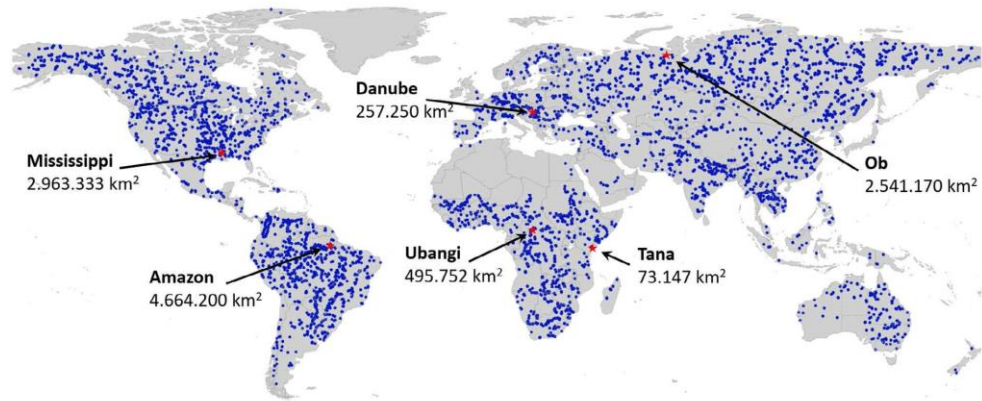 Danube
257.250 km²
Mississippi
2.963.333 km²
Ob
2.541.170 km²
Amazon
4.664.200 km²
Ubangi
495.752 km²
Tana
73.147 km²